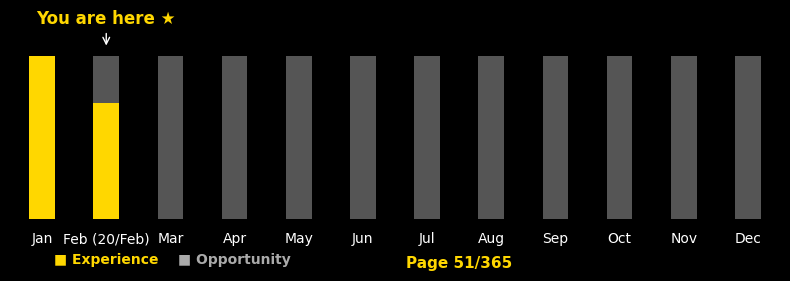 You are here ★
Jan Feb (20/Feb) Mar Apr May Jun Jul Aug Sep Oct Nov Dec
■ Experience ■ Opportunity Page 51/365